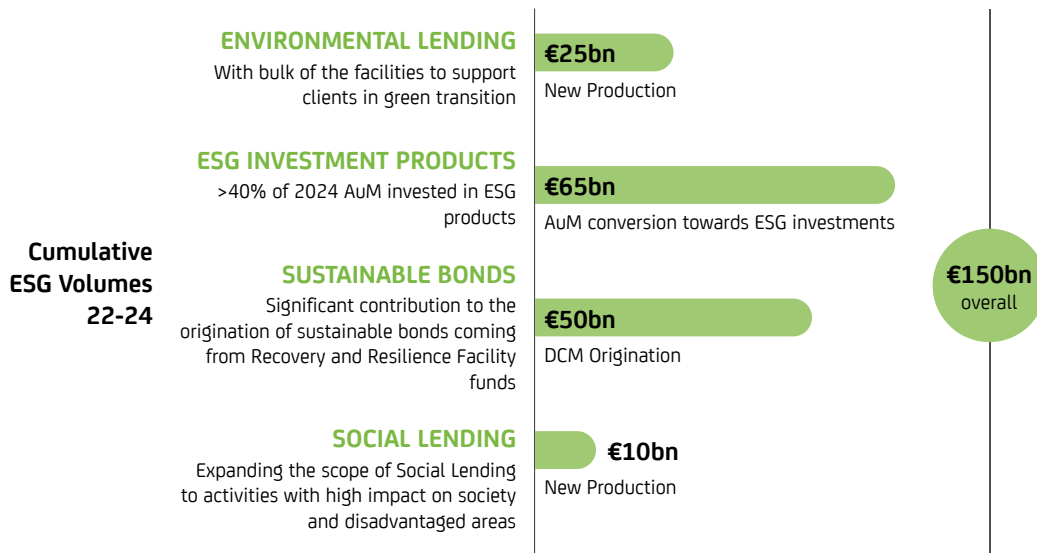 Cumulative
ESG Volumes
22-24
ENVIRONMENTAL LENDING
With bulk of the facilities to support
clients in green transition
€25bn
New Production
ESG INVESTMENT PRODUCTS
>40% of 2024 AuM invested in ESG
products
€65bn
AuM conversion towards ESG investments
SUSTAINABLE BONDS
Significant contribution to the
origination of sustainable bonds coming
from Recovery and Resilience Facility
funds
€50bn
DCM Origination
SOCIAL LENDING
Expanding the scope of Social Lending
to activities with high impact on society
and disadvantaged areas
€10bn
New Production
€150bn
overall